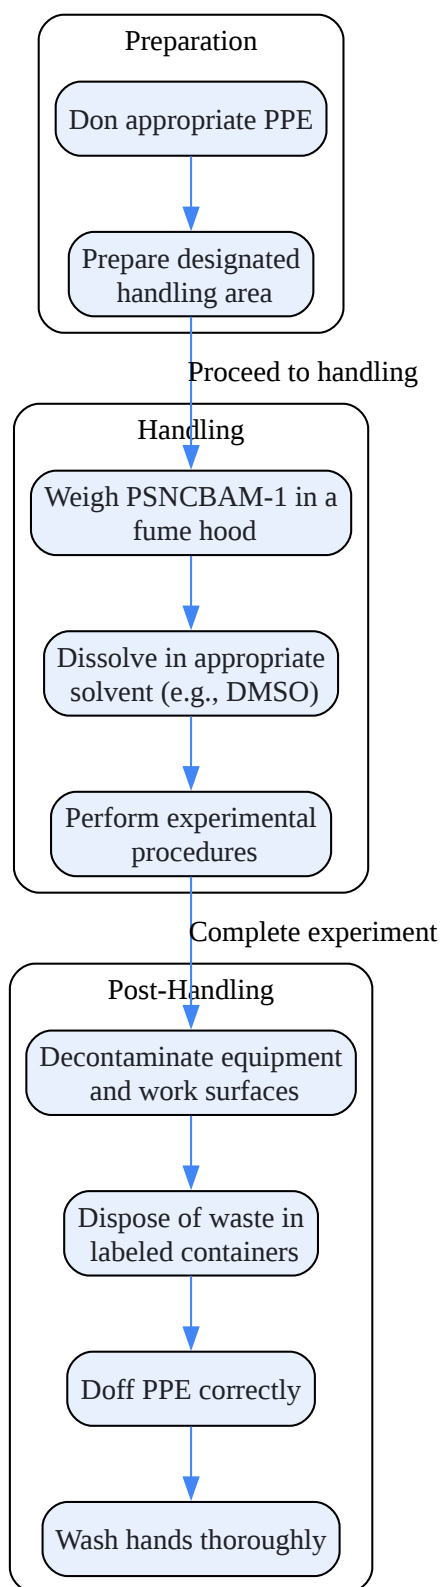 Preparation
Don appropriate PPE
Prepare designated
handling area
Proceed to handling
Handling
Weigh PSNCBAM-1 in a
fume hood
Dissolve in appropriate
solvent (e.g., DMSO)
Perform experimental
procedures
Complete experiment
Post-Handling
Decontaminate equipment
and work surfaces
Dispose of waste in
labeled containers
Doff PPE correctly
Wash hands thoroughly